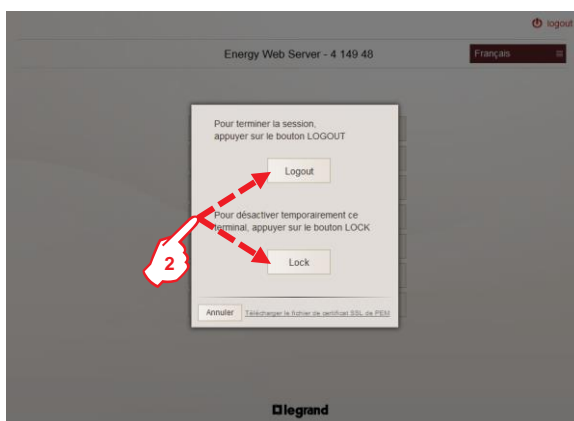 logout
Energy Web Server - 4 149 48
Français
Pour terminer la session,
appuyer sur le bouton LOGOUT
Logout
Pour désactiver temporairement ce
terminal, appuyer sur le bouton LOCK
2
Lock
Annuler
Télécharger le fichier de certificat SSL de PEM
legrand